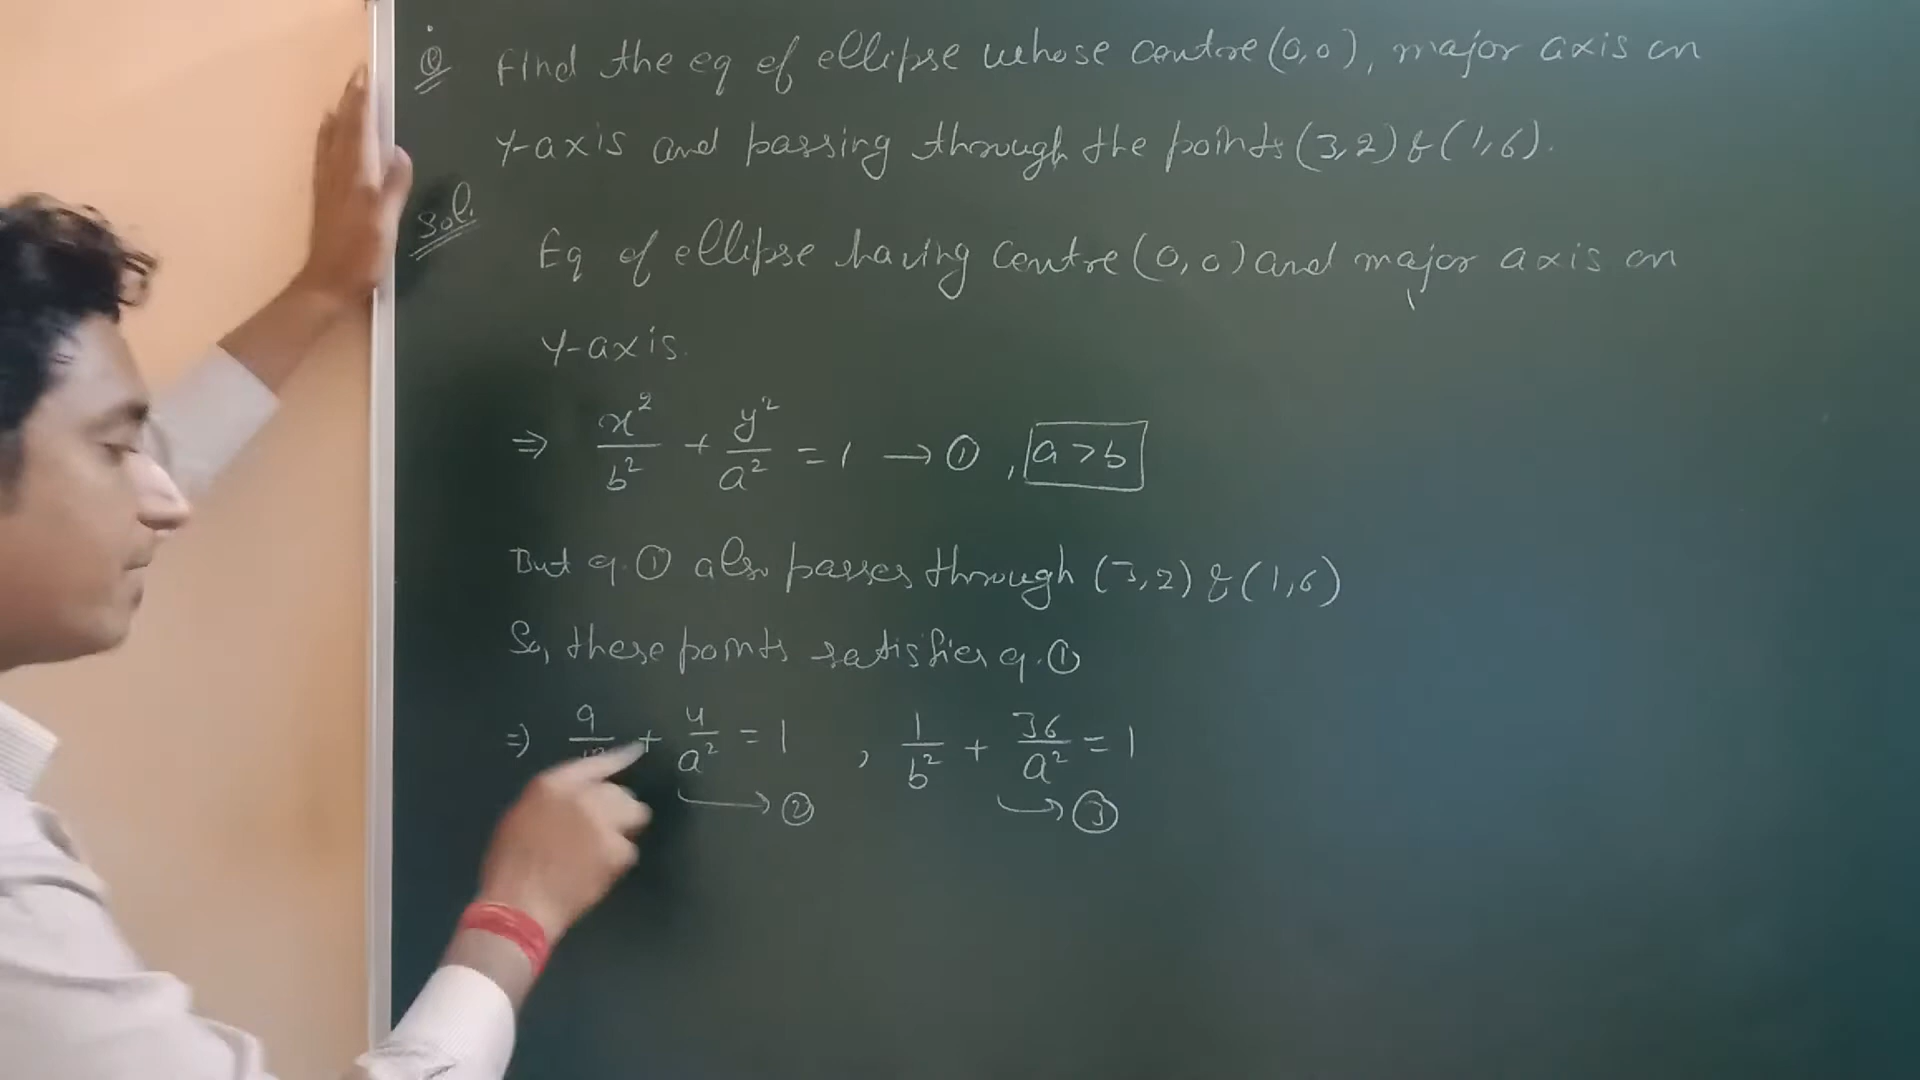 Q Find the eq of ellipse whose centre (0,0), major axis on
Y-axis and passing through the points (3,2) & (1,6).
Sol.
Eq of ellipse having centre (0,0) and major axis on
Y-axis.
⇒ x²/b² + y²/a² = 1 → ① , a > b
But eq. ① also passes through (3,2) & (1,6)
So, these points satisfies eq. ①
⇒ 9/b² + 4/a² = 1 , 1/b² + 36/a² = 1
→ ② → ③